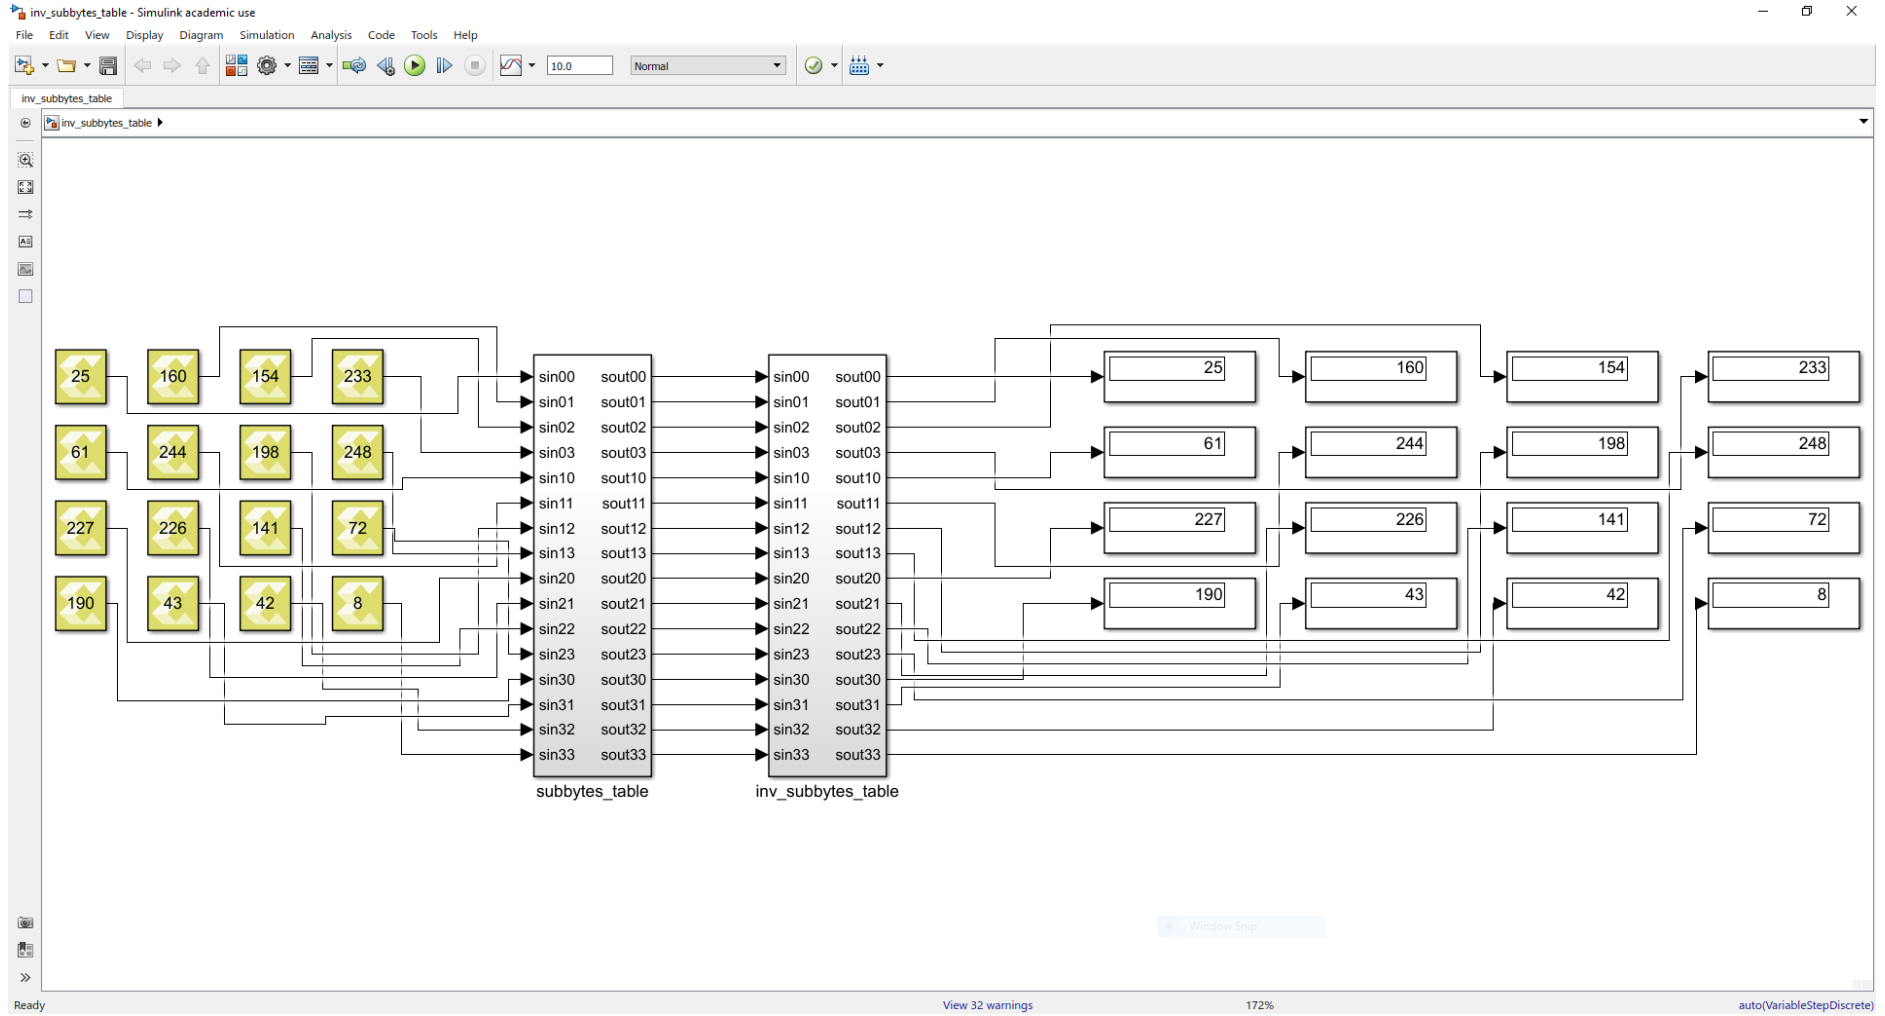 inv_subbytes_table - Simulink academic use
File Edit View Display Diagram Simulation Analysis Code Tools Help
10.0 Normal
inv_subbytes_table
inv_subbytes_table
25 160 154 233
61 244 198 248
227 226 141 72
190 43 42 8
sin00 sout00
sin01 sout01
sin02 sout02
sin03 sout03
sin10 sout10
sin11 sout11
sin12 sout12
sin13 sout13
sin20 sout20
sin21 sout21
sin22 sout22
sin23 sout23
sin30 sout30
sin31 sout31
sin32 sout32
sin33 sout33
subbytes_table
sin00 sout00
sin01 sout01
sin02 sout02
sin03 sout03
sin10 sout10
sin11 sout11
sin12 sout12
sin13 sout13
sin20 sout20
sin21 sout21
sin22 sout22
sin23 sout23
sin30 sout30
sin31 sout31
sin32 sout32
sin33 sout33
inv_subbytes_table
25 160 154 233
61 244 198 248
227 226 141 72
190 43 42 8
Window Snip
Ready View 32 warnings 172% auto(VariableStepDiscrete)